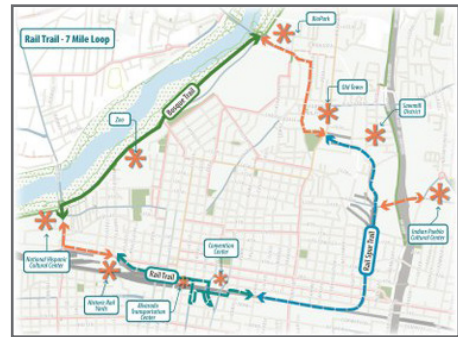 Rail Trail - 7 Mile Loop
BioPark
Bosque Trail
Old Town
Sawmill
District
Zoo
Rail Spur Trail
Indian Pueblo
Cultural Center
National Hispanic
Cultural Center
Convention
Center
Rail Trail
Historic Rail
Yards
Alvarado
Transportation
Center